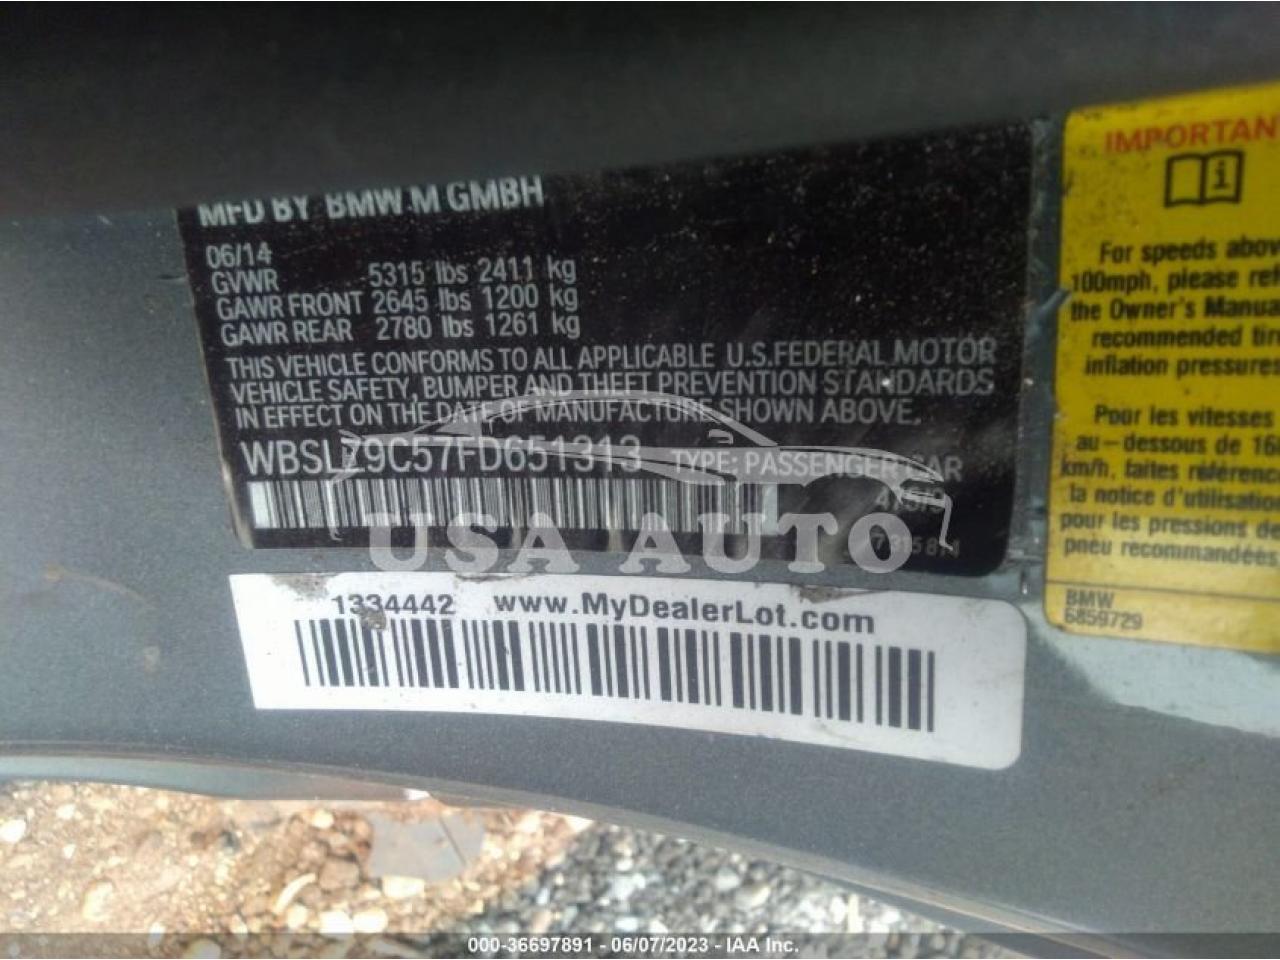 MFD BY BMW M GMBH
06/14
GVWR 5315 lbs 2411 kg
GAWR FRONT 2645 lbs 1200 kg
GAWR REAR 2780 lbs 1261 kg
THIS VEHICLE CONFORMS TO ALL APPLICABLE U.S.FEDERAL MOTOR
VEHICLE SAFETY, BUMPER AND THEFT PREVENTION STANDARDS
IN EFFECT ON THE DATE OF MANUFACTURE SHOWN ABOVE.
WBSLZ9C57FD651313 TYPE: PASSENGER CAR
USA AUTO
1334442 www.MyDealerLot.com
IMPORTAN
For speeds abov
100mph, please ref
the Owner's Manua
recommended tire
inflation pressures
Pour les vitesses
au-dessous de 16
km/h, faites référenc
la notice d'utilisation
pour les pressions de
pneu recommandées
BMW
6859729
000-36697891 - 06/07/2023 - IAA Inc.